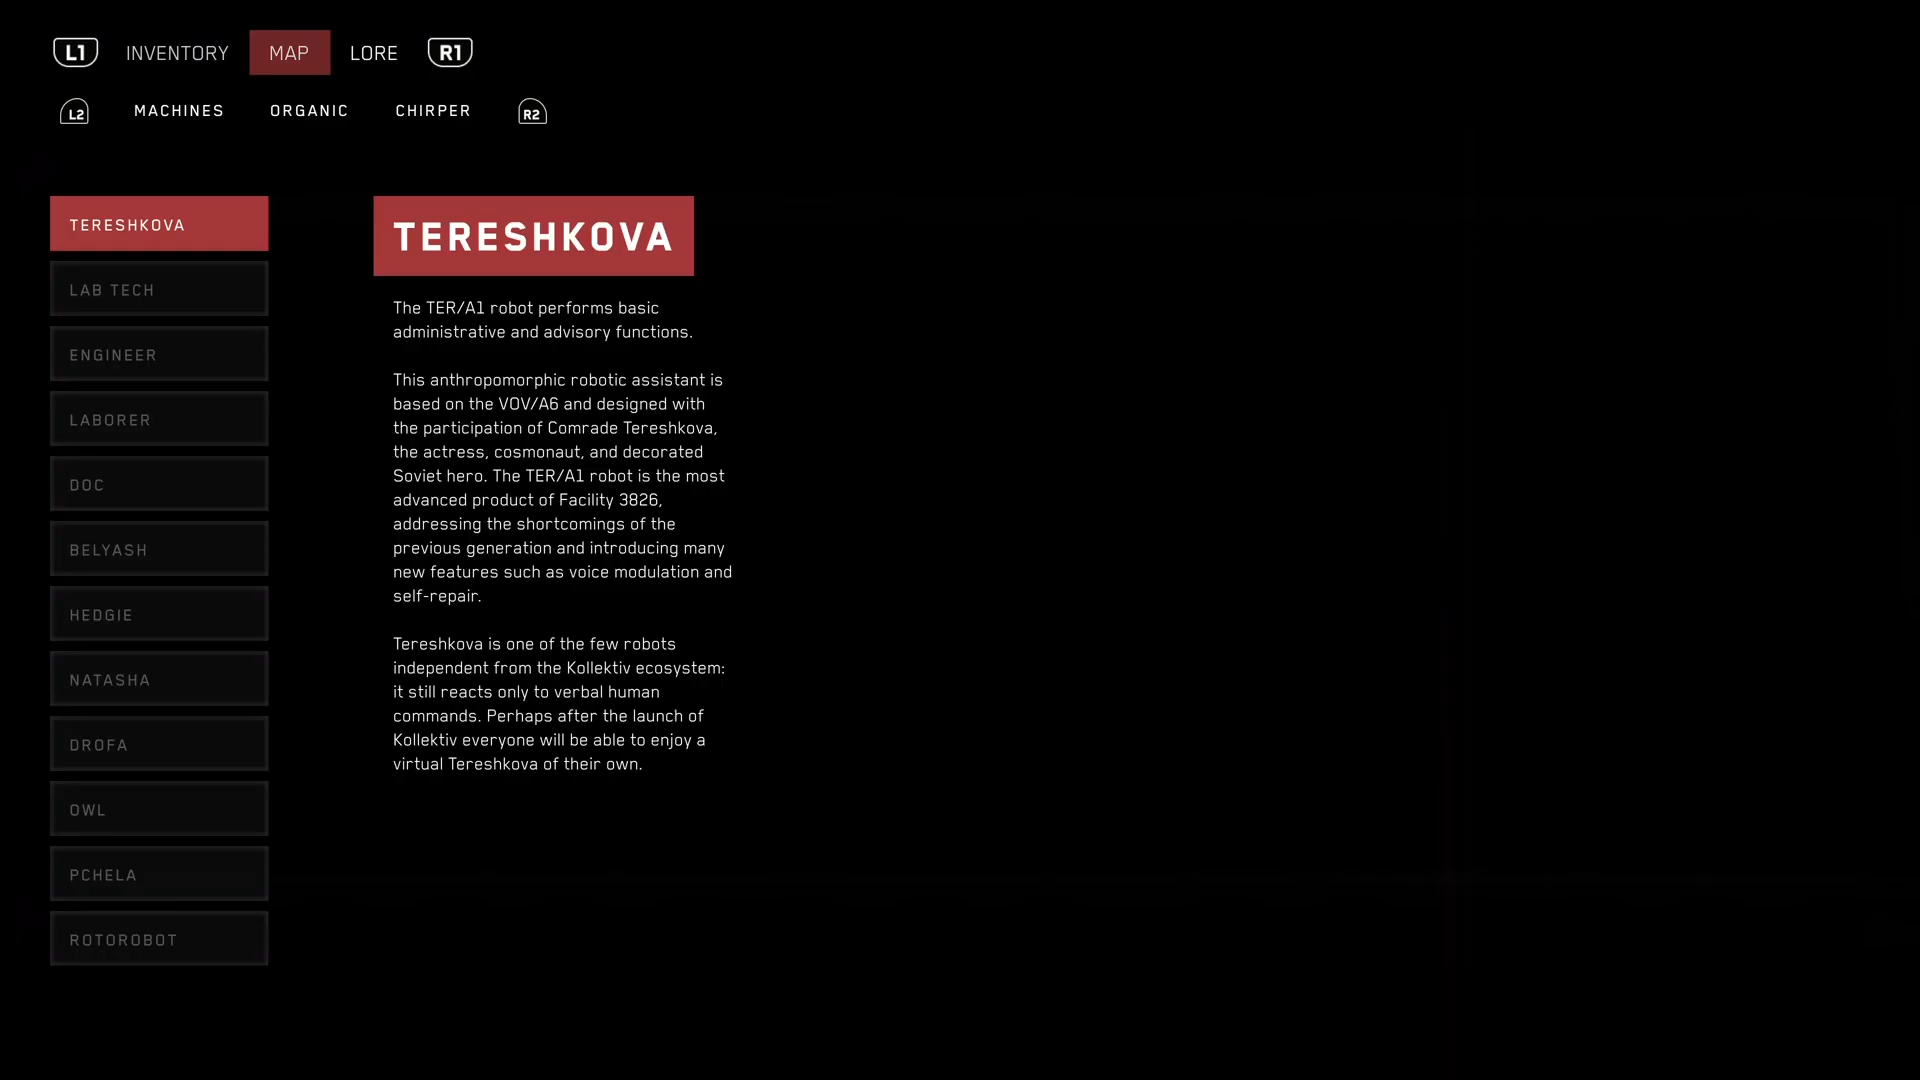 L1 INVENTORY MAP LORE R1
L2 MACHINES ORGANIC CHIRPER R2
TERESHKOVA
LAB TECH
ENGINEER
LABORER
DOC
BELYASH
HEDGIE
NATASHA
DROFA
OWL
PCHELA
ROTOROBOT
TERESHKOVA
The TER/A1 robot performs basic
administrative and advisory functions.
This anthropomorphic robotic assistant is
based on the VOV/A6 and designed with
the participation of Comrade Tereshkova,
the actress, cosmonaut, and decorated
Soviet hero. The TER/A1 robot is the most
advanced product of Facility 3826,
addressing the shortcomings of the
previous generation and introducing many
new features such as voice modulation and
self-repair.
Tereshkova is one of the few robots
independent from the Kollektiv ecosystem:
it still reacts only to verbal human
commands. Perhaps after the launch of
Kollektiv everyone will be able to enjoy a
virtual Tereshkova of their own.